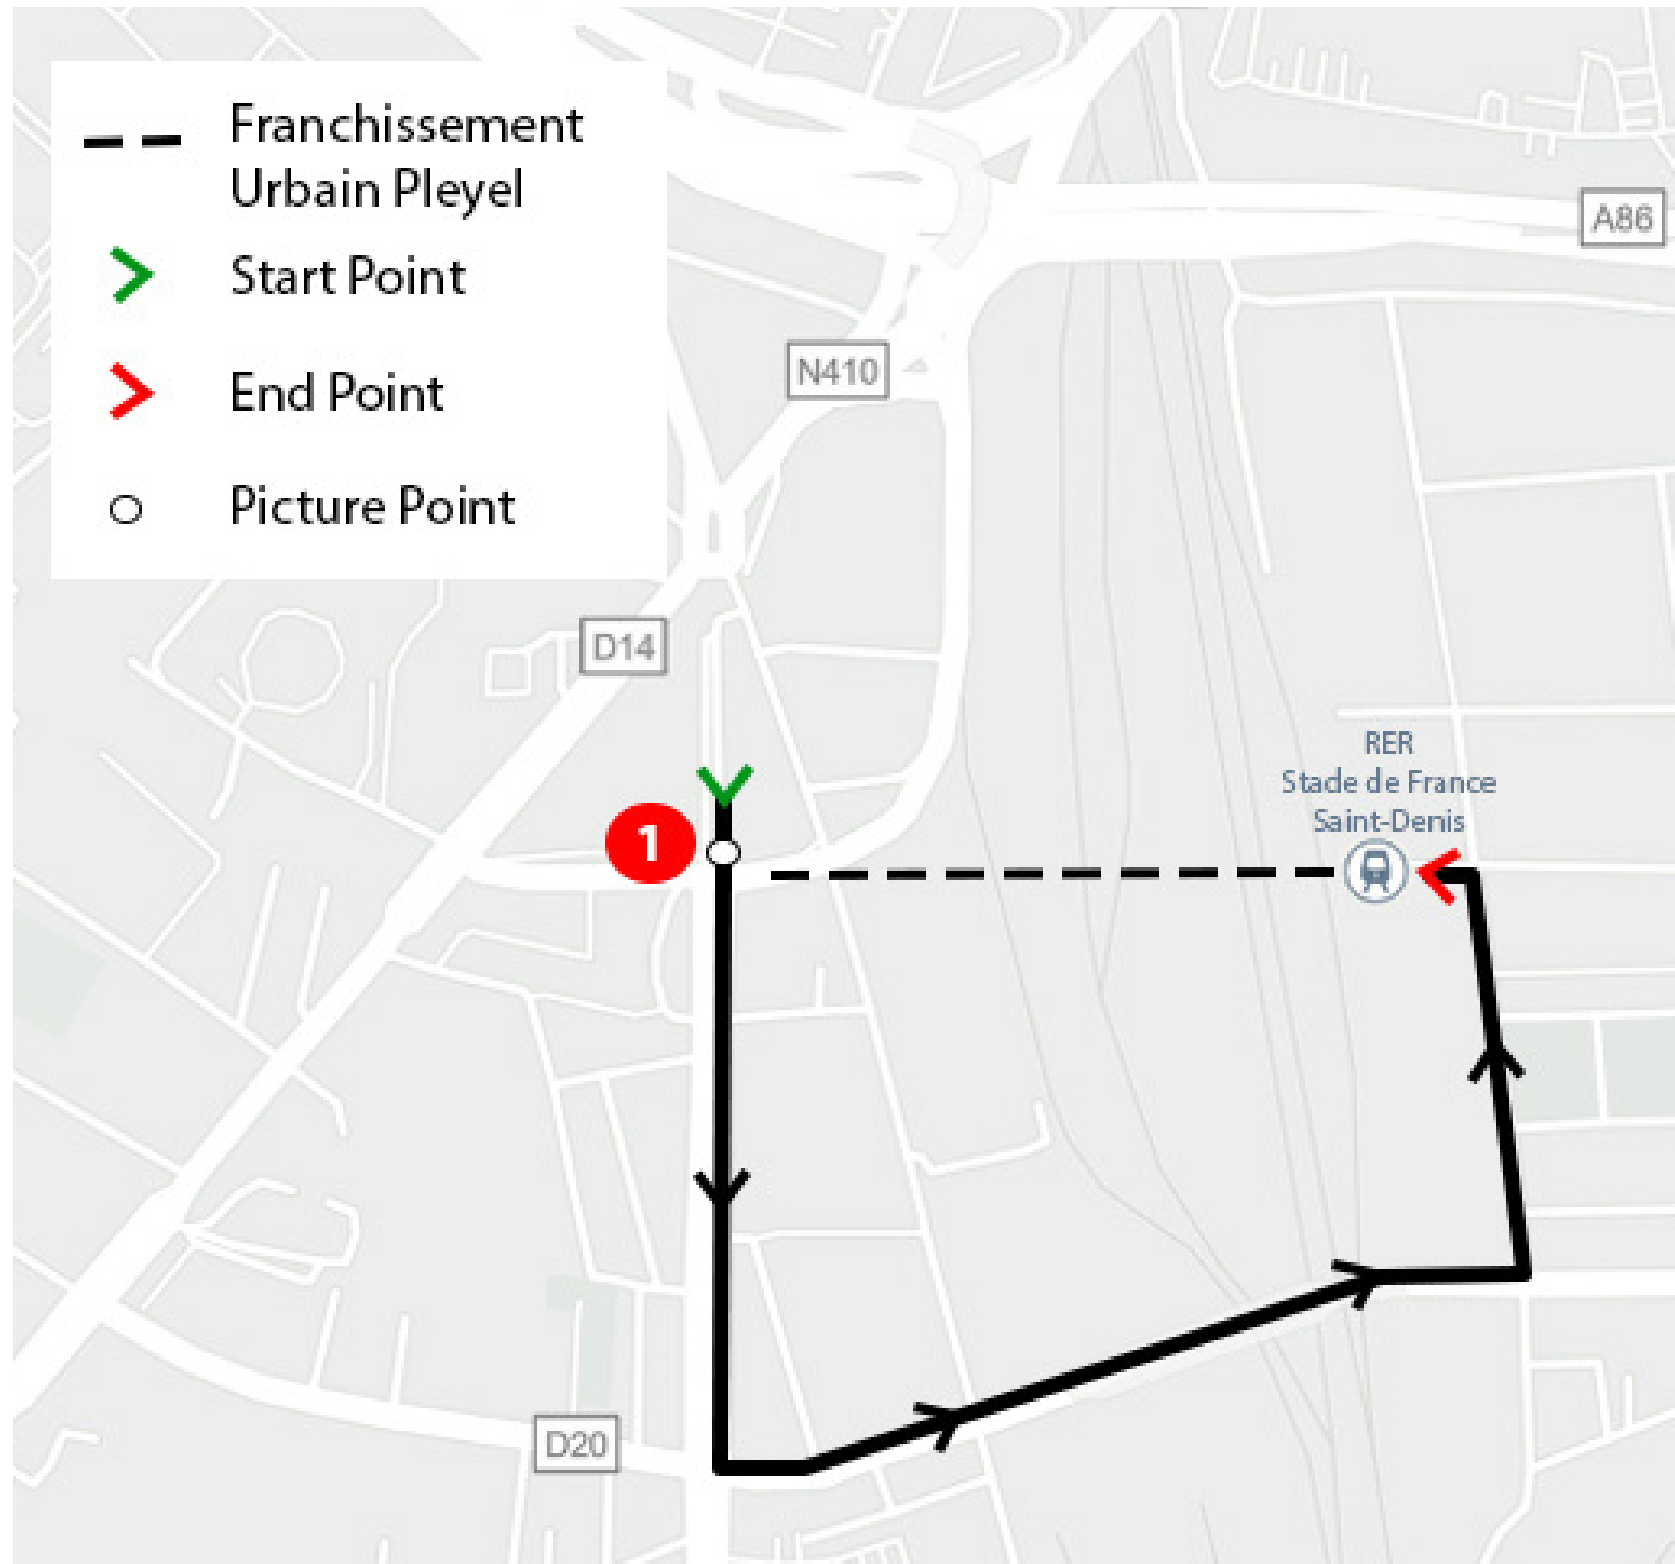 Franchissement
Urbain Pleyel
Start Point
End Point
Picture Point
A86
N410
D14
RER
Stade de France
Saint-Denis
1
D20